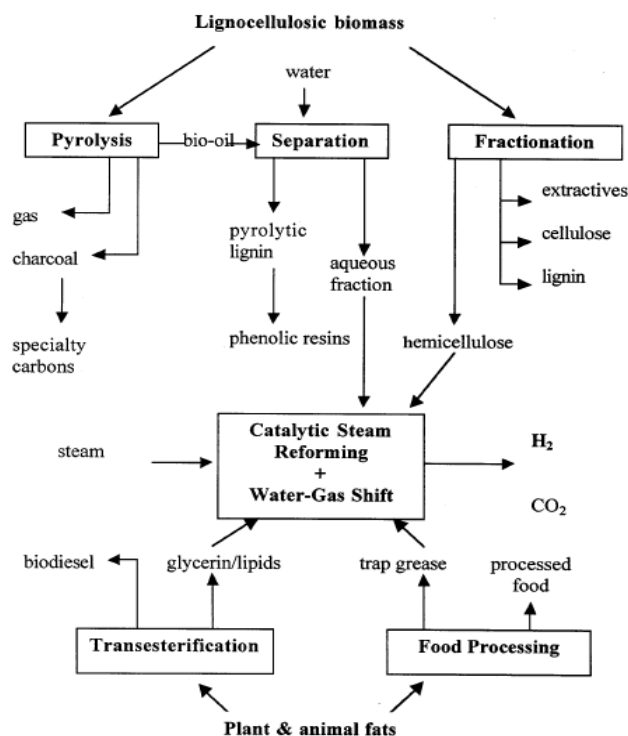 Lignocellulosic biomass
water
Pyrolysis
bio-oil
Separation
Fractionation
gas
charcoal
specialty
carbons
pyrolytic
lignin
phenolic resins
aqueous
fraction
extractives
cellulose
lignin
hemicellulose
steam
Catalytic Steam
Reforming
+
Water-Gas Shift
H₂
CO₂
biodiesel
glycerin/lipids
trap grease
processed
food
Transesterification
Food Processing
Plant & animal fats